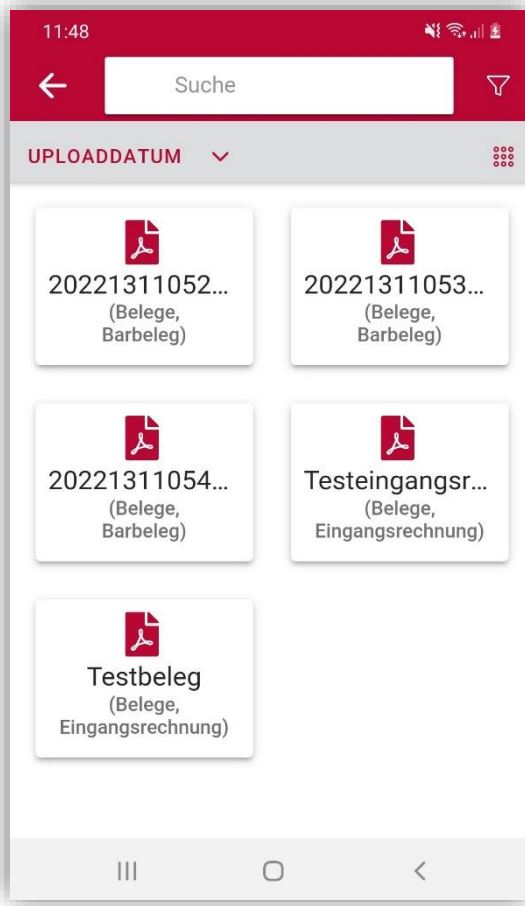 11:48
Suche
UPLOADDATUM
20221311052...
(Belege,
Barbeleg)
20221311053...
(Belege,
Barbeleg)
20221311054...
(Belege,
Barbeleg)
Testeingangsr...
(Belege,
Eingangsrechnung)
Testbeleg
(Belege,
Eingangsrechnung)